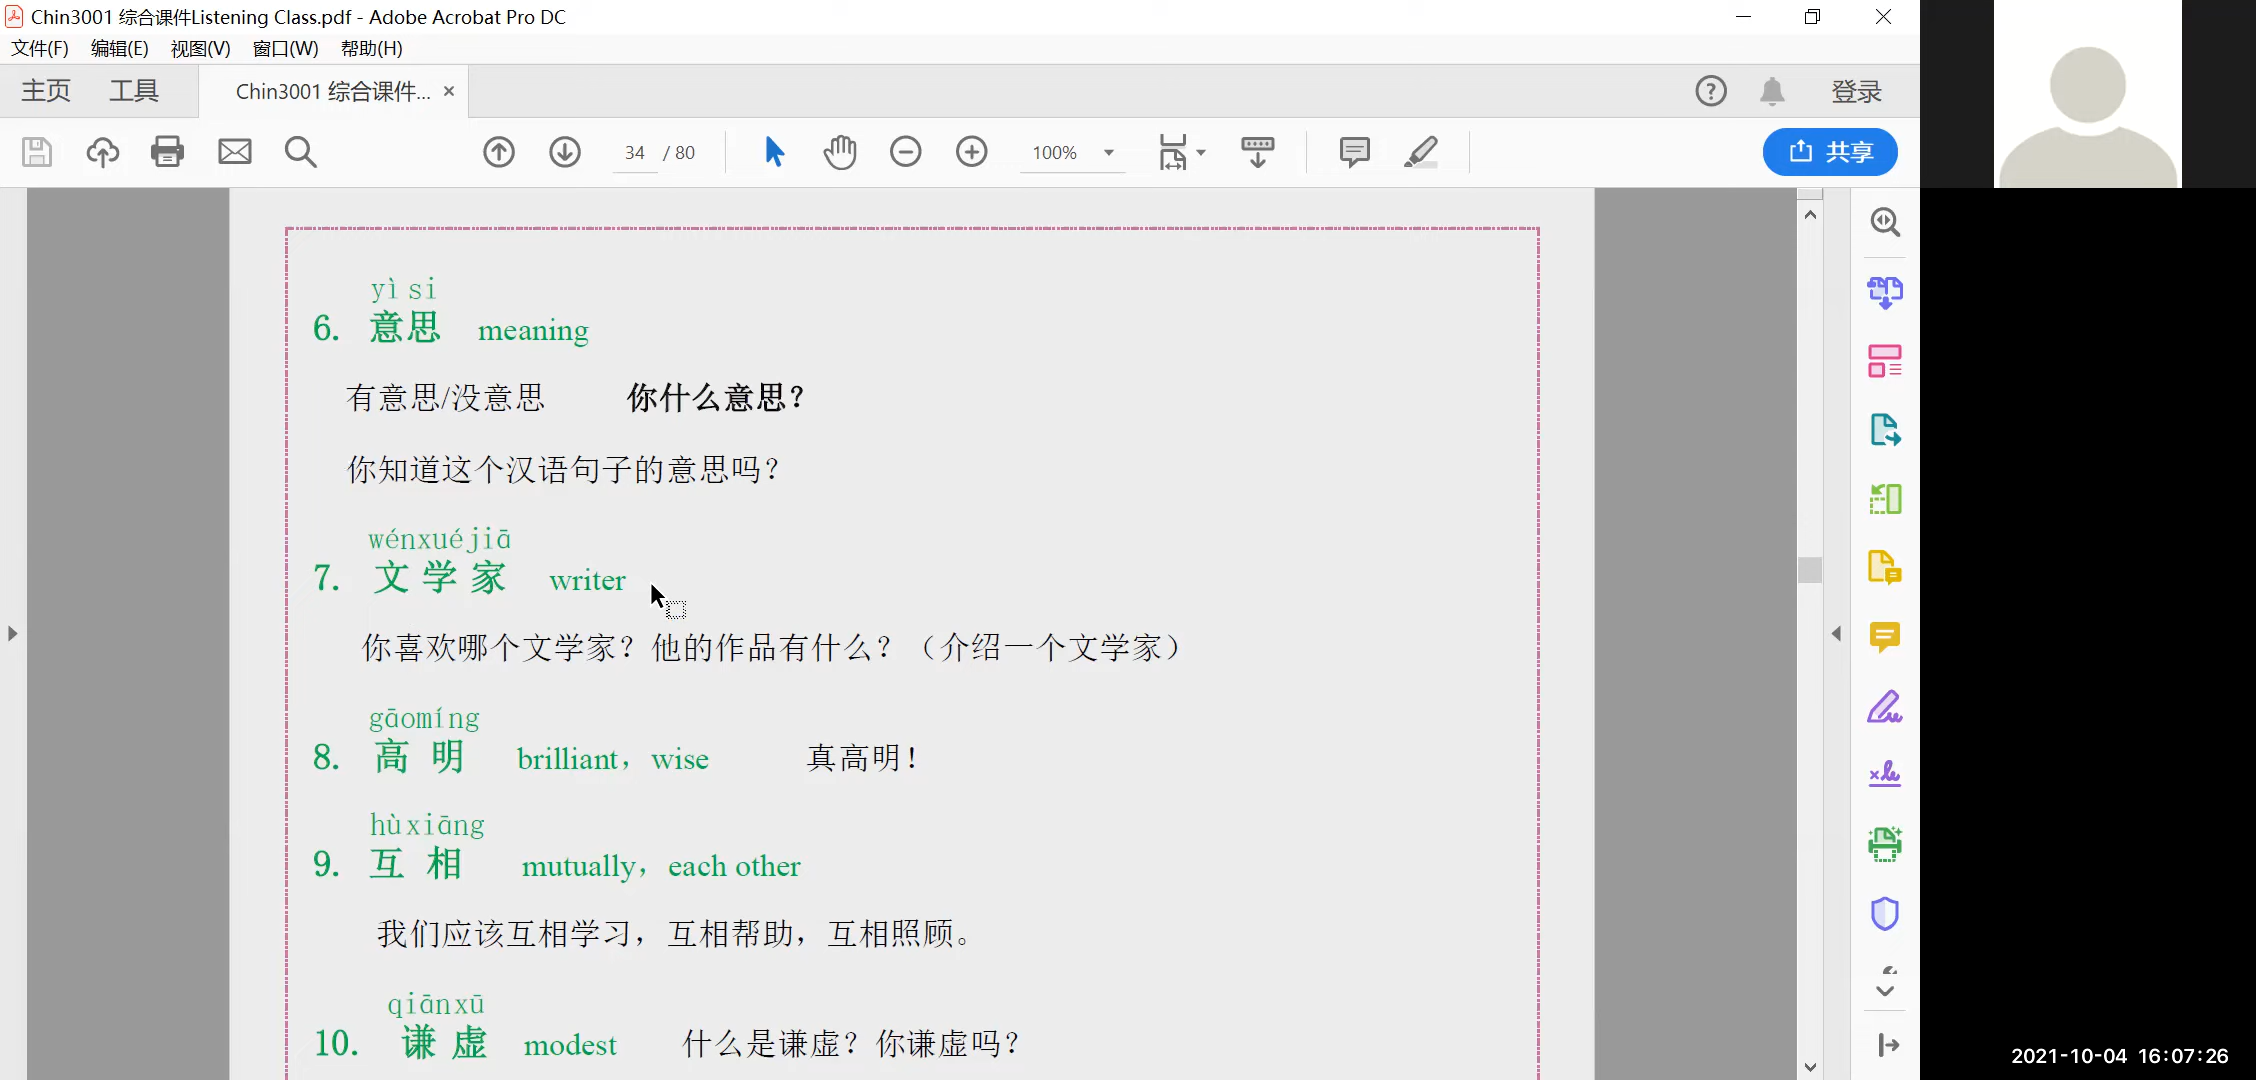 Chin3001 综合课件Listening Class.pdf - Adobe Acrobat Pro DC
文件(F) 编辑(E) 视图(V) 窗口(W) 帮助(H)
主页 工具 Chin3001 综合课件... × 登录
34 / 80 100% 共享
yì si
6. 意思 meaning
有意思/没意思 你什么意思？
你知道这个汉语句子的意思吗？
wénxuéjiā
7. 文学家 writer
你喜欢哪个文学家？他的作品有什么？（介绍一个文学家）
gāomíng
8. 高明 brilliant，wise 真高明！
hùxiāng
9. 互相 mutually，each other
我们应该互相学习，互相帮助，互相照顾。
qiānxū
10. 谦虚 modest 什么是谦虚？你谦虚吗？
2021-10-04 16:07:26